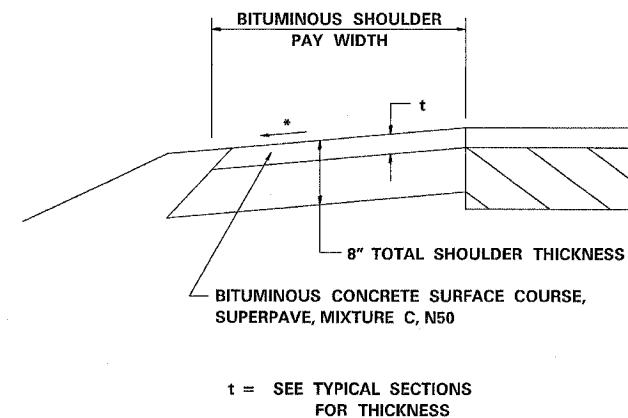 BITUMINOUS SHOULDER
PAY WIDTH
t
*
8" TOTAL SHOULDER THICKNESS
BITUMINOUS CONCRETE SURFACE COURSE,
SUPERPAVE, MIXTURE C, N50
t = SEE TYPICAL SECTIONS
FOR THICKNESS